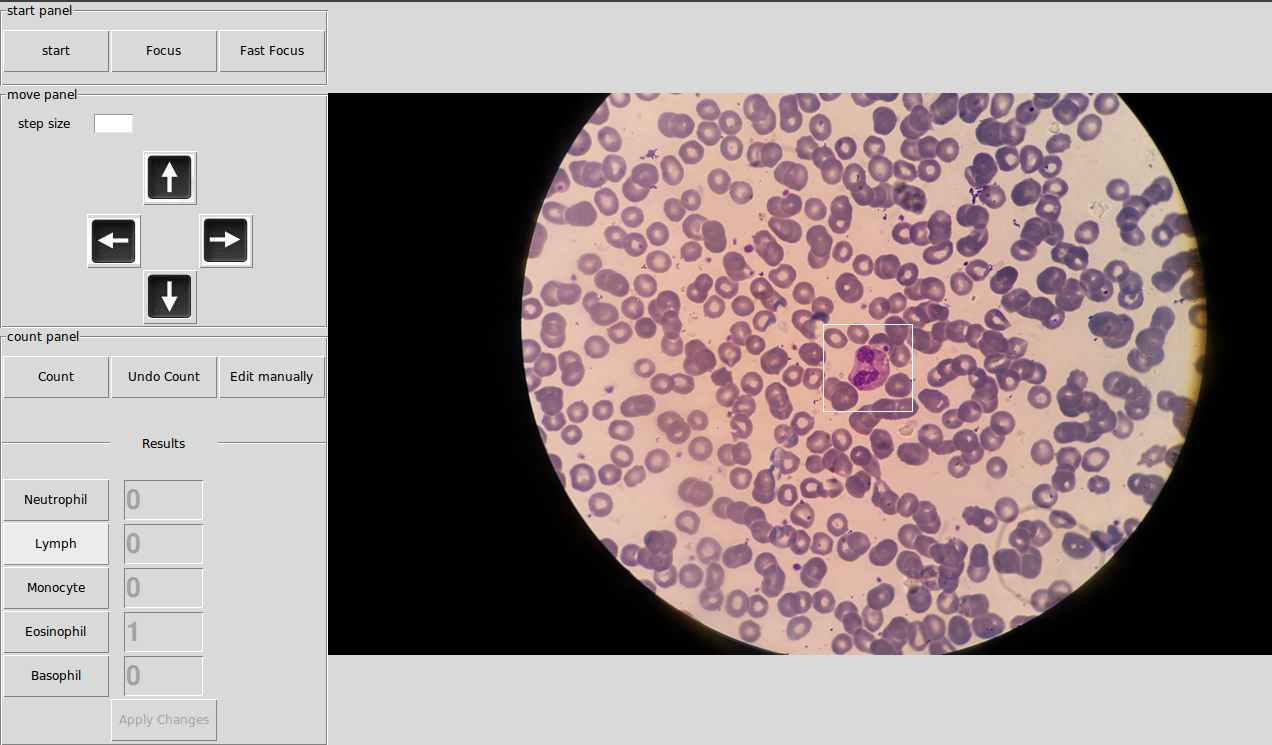 start panel
start Focus Fast Focus
move panel
step size
count panel
Count Undo Count Edit manually
Results
Neutrophil 0
Lymph 0
Monocyte 0
Eosinophil 1
Basophil 0
Apply Changes